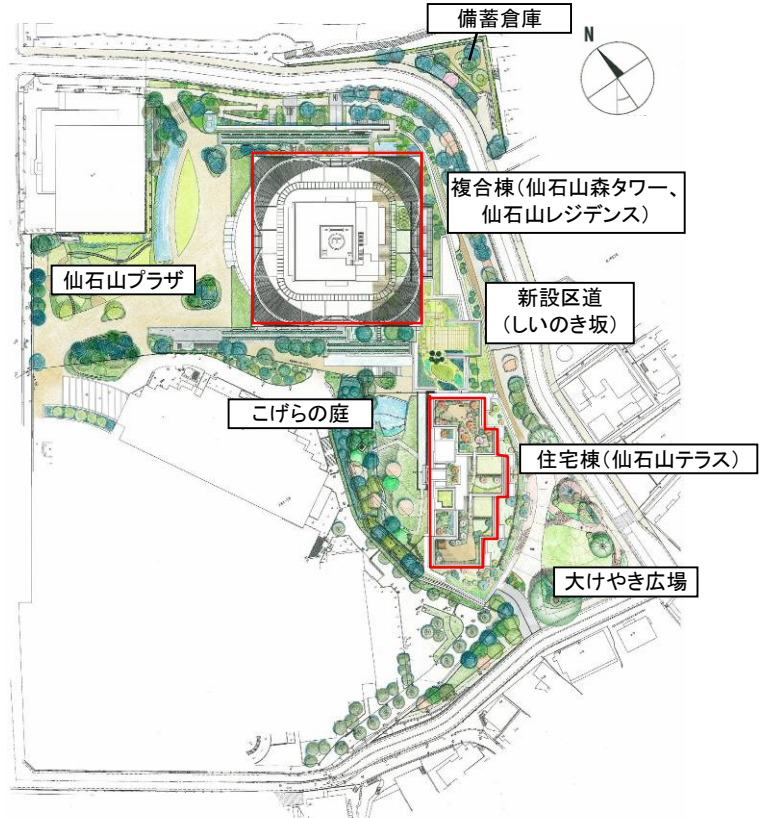 備蓄倉庫
N
複合棟(仙石山森タワー、
仙石山レジデンス)
仙石山プラザ
新設区道
(しいのき坂)
こげらの庭
住宅棟(仙石山テラス)
大けやき広場